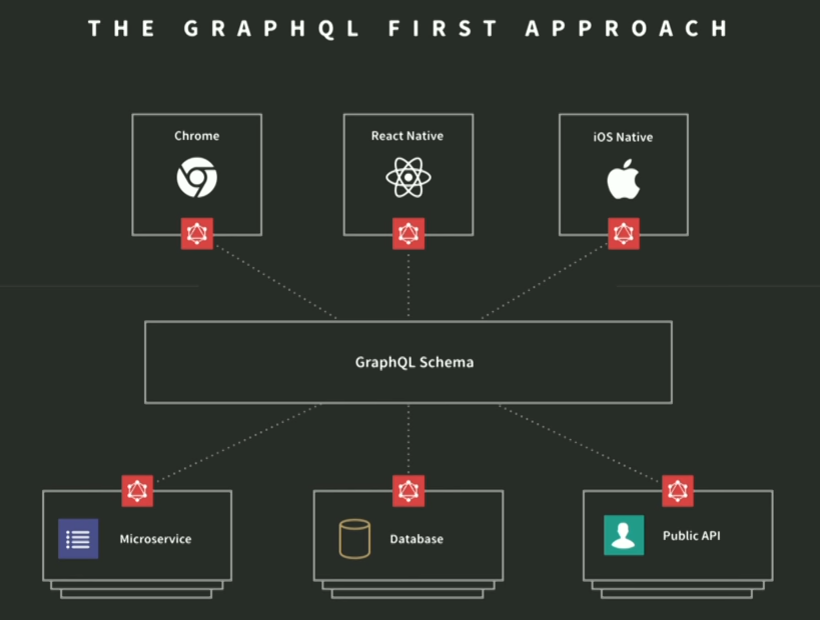 THE GRAPHQL FIRST APPROACH
Chrome
React Native
iOS Native
GraphQL Schema
Microservice
Database
Public API